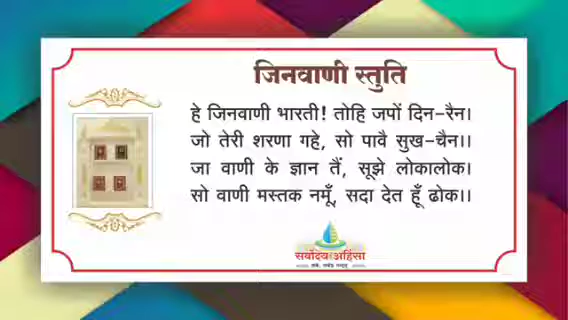 जिनवाणी स्तुति
हे जिनवाणी भारती! तोहि जपों दिन-रैन।
जो तेरी शरणा गहे, सो पावै सुख-चैन।।
जा वाणी के ज्ञान तैं, सूझे लोकालोक।
सो वाणी मस्तक नमूँ, सदा देत हूँ ढोक।।
सर्वोदय अहिंसा